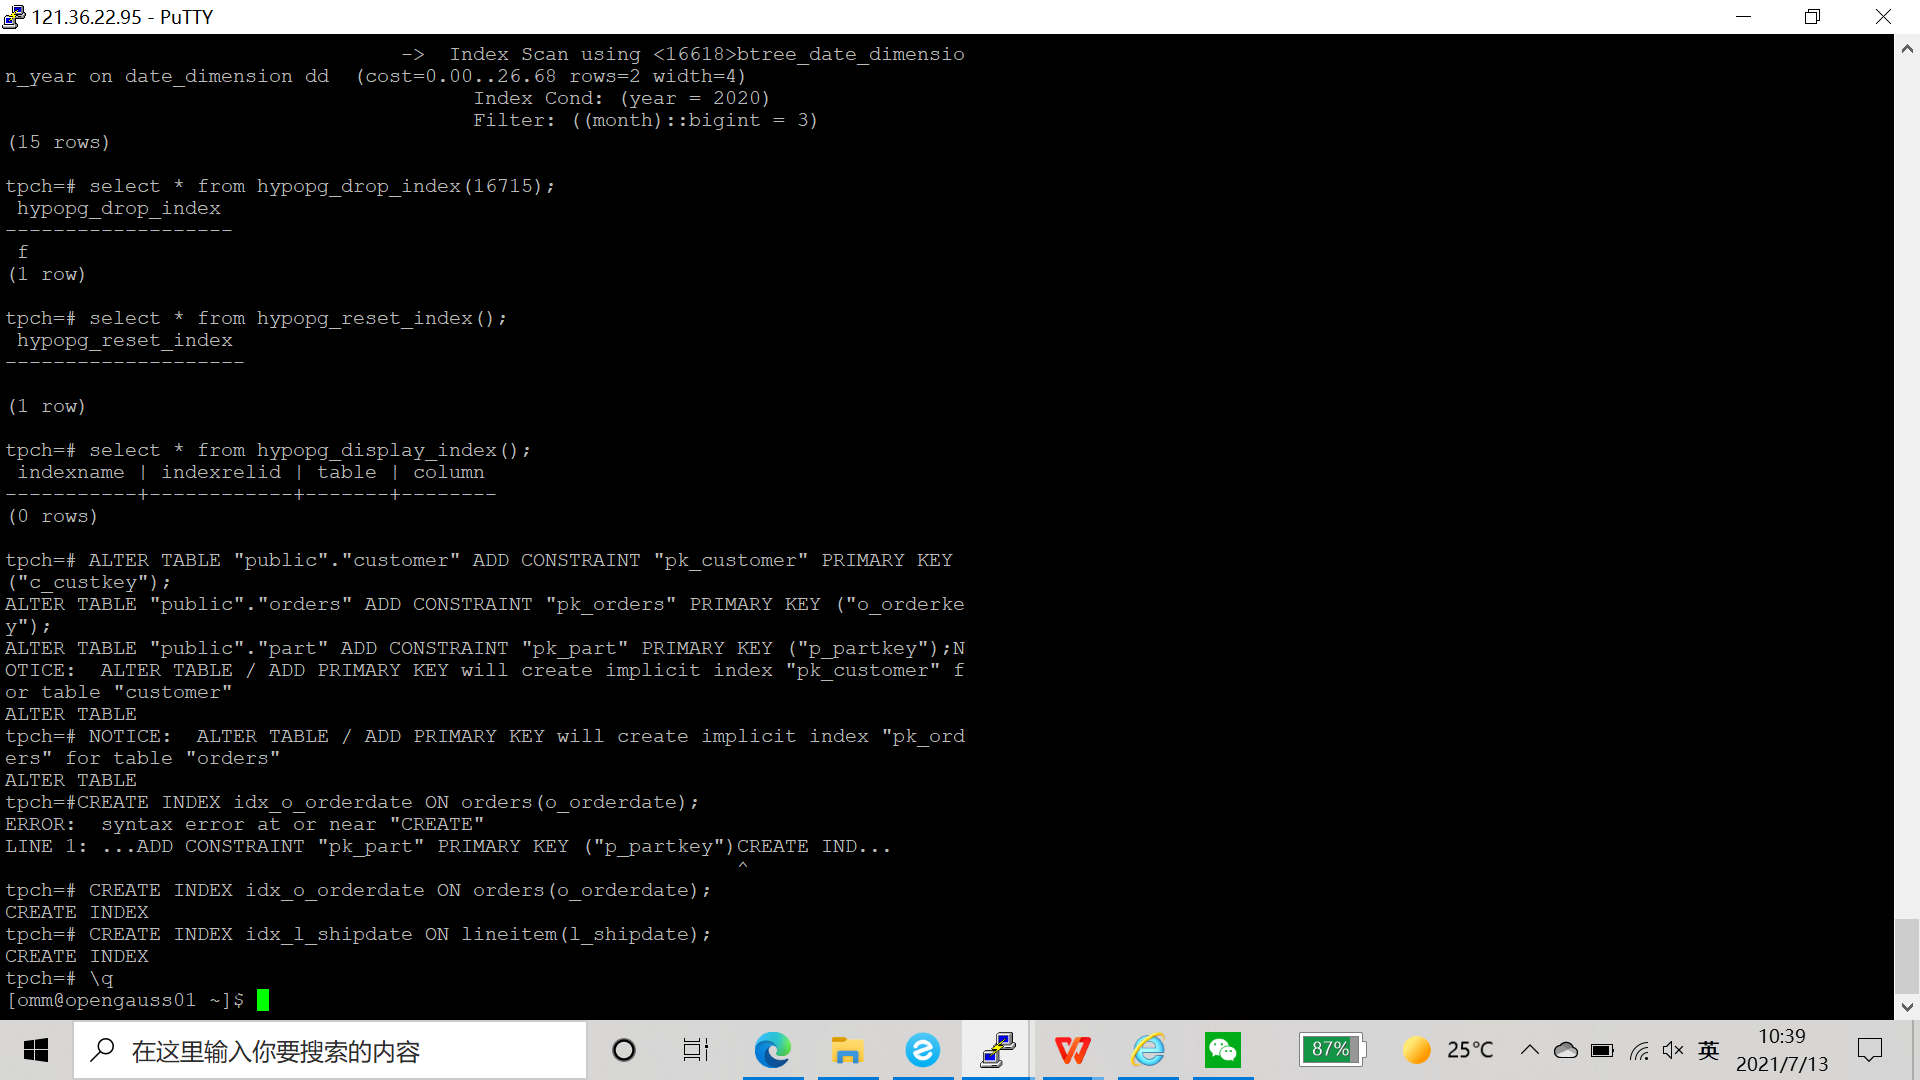 121.36.22.95 - PuTTY
->  Index Scan using <16618>btree_date_dimensio
n_year on date_dimension dd  (cost=0.00..26.68 rows=2 width=4)
Index Cond: (year = 2020)
Filter: ((month)::bigint = 3)
(15 rows)
tpch=# select * from hypopg_drop_index(16715);
hypopg_drop_index
-------------------
f
(1 row)
tpch=# select * from hypopg_reset_index();
hypopg_reset_index
--------------------
(1 row)
tpch=# select * from hypopg_display_index();
indexname | indexrelid | table | column
-----------+------------+-------+--------
(0 rows)
tpch=# ALTER TABLE "public"."customer" ADD CONSTRAINT "pk_customer" PRIMARY KEY
("c_custkey");
ALTER TABLE "public"."orders" ADD CONSTRAINT "pk_orders" PRIMARY KEY ("o_orderke
y");
ALTER TABLE "public"."part" ADD CONSTRAINT "pk_part" PRIMARY KEY ("p_partkey");N
OTICE:  ALTER TABLE / ADD PRIMARY KEY will create implicit index "pk_customer" f
or table "customer"
ALTER TABLE
tpch=# NOTICE:  ALTER TABLE / ADD PRIMARY KEY will create implicit index "pk_ord
ers" for table "orders"
ALTER TABLE
tpch=#CREATE INDEX idx_o_orderdate ON orders(o_orderdate);
ERROR:  syntax error at or near "CREATE"
LINE 1: ...ADD CONSTRAINT "pk_part" PRIMARY KEY ("p_partkey")CREATE IND...
^
tpch=# CREATE INDEX idx_o_orderdate ON orders(o_orderdate);
CREATE INDEX
tpch=# CREATE INDEX idx_l_shipdate ON lineitem(l_shipdate);
CREATE INDEX
tpch=# \q
[omm@opengauss01 ~]$
在这里输入你要搜索的内容
87%
25℃
英
10:39
2021/7/13